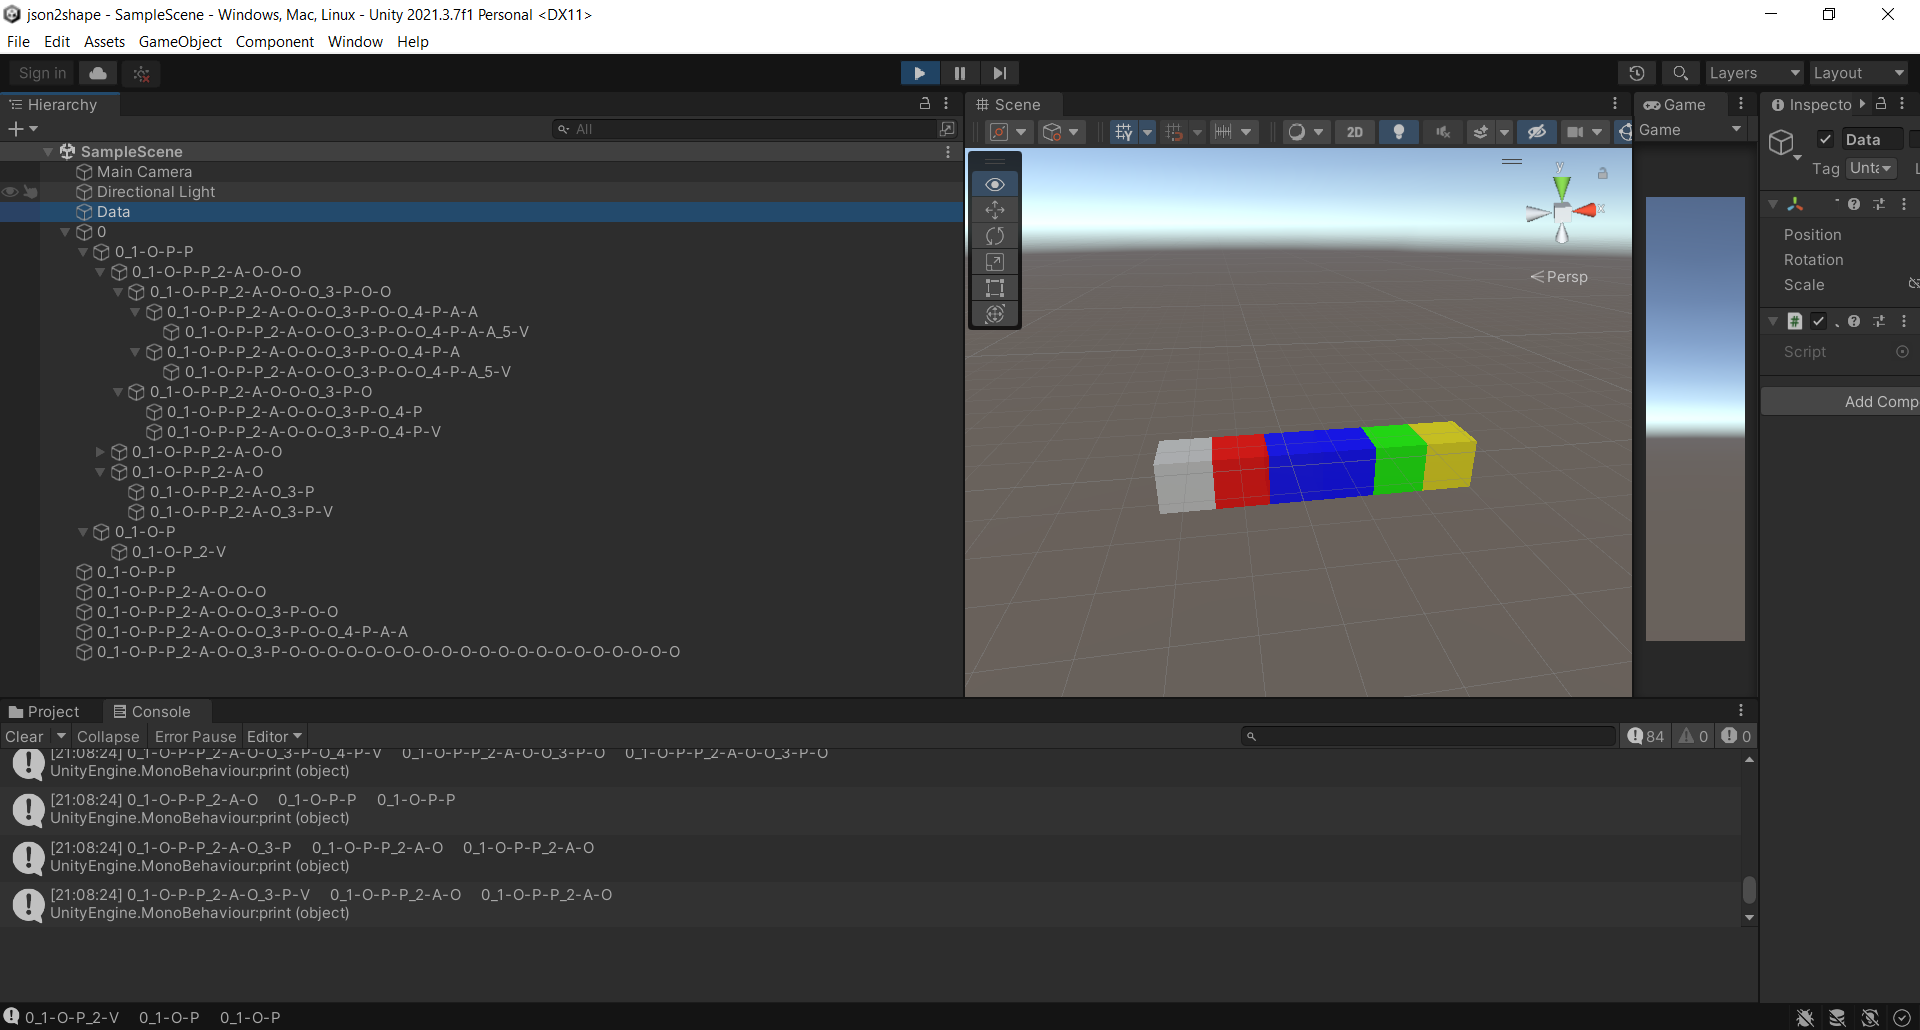 json2shape - SampleScene - Windows, Mac, Linux - Unity 2021.3.7f1 Personal <DX11>
File Edit Assets GameObject Component Window Help
Sign in
Layers Layout
Hierarchy
All
SampleScene
Main Camera
Directional Light
Data
0
0_1-O-P-P
0_1-O-P-P_2-A-O-O-O
0_1-O-P-P_2-A-O-O-O_3-P-O-O
0_1-O-P-P_2-A-O-O-O_3-P-O-O_4-P-A-A
0_1-O-P-P_2-A-O-O-O_3-P-O-O_4-P-A-A_5-V
0_1-O-P-P_2-A-O-O-O_3-P-O-O_4-P-A
0_1-O-P-P_2-A-O-O-O_3-P-O-O_4-P-A_5-V
0_1-O-P-P_2-A-O-O-O_3-P-O
0_1-O-P-P_2-A-O-O-O_3-P-O_4-P
0_1-O-P-P_2-A-O-O-O_3-P-O_4-P-V
0_1-O-P-P_2-A-O-O
0_1-O-P-P_2-A-O
0_1-O-P-P_2-A-O_3-P
0_1-O-P-P_2-A-O_3-P-V
0_1-O-P
0_1-O-P_2-V
0_1-O-P-P
0_1-O-P-P_2-A-O-O-O
0_1-O-P-P_2-A-O-O-O_3-P-O-O
0_1-O-P-P_2-A-O-O-O_3-P-O-O_4-P-A-A
0_1-O-P-P_2-A-O-O_3-P-O-O-O-O-O-O-O-O-O-O-O-O-O-O-O-O-O-O-O-O-O
Scene
2D
y
x
Persp
Game
Game
Inspecto
Data
Tag Unta
Position
Rotation
Scale
Script
Add Comp
Project Console
Clear Collapse Error Pause Editor
84 0 0
[21:08:24] 0_1-O-P-P_2-A-O-O_3-P-O_4-P-V 0_1-O-P-P_2-A-O-O_3-P-O 0_1-O-P-P_2-A-O-O_3-P-O
UnityEngine.MonoBehaviour:print (object)
[21:08:24] 0_1-O-P-P_2-A-O 0_1-O-P-P 0_1-O-P-P
UnityEngine.MonoBehaviour:print (object)
[21:08:24] 0_1-O-P-P_2-A-O_3-P 0_1-O-P-P_2-A-O 0_1-O-P-P_2-A-O
UnityEngine.MonoBehaviour:print (object)
[21:08:24] 0_1-O-P-P_2-A-O_3-P-V 0_1-O-P-P_2-A-O 0_1-O-P-P_2-A-O
UnityEngine.MonoBehaviour:print (object)
0_1-O-P_2-V 0_1-O-P 0_1-O-P